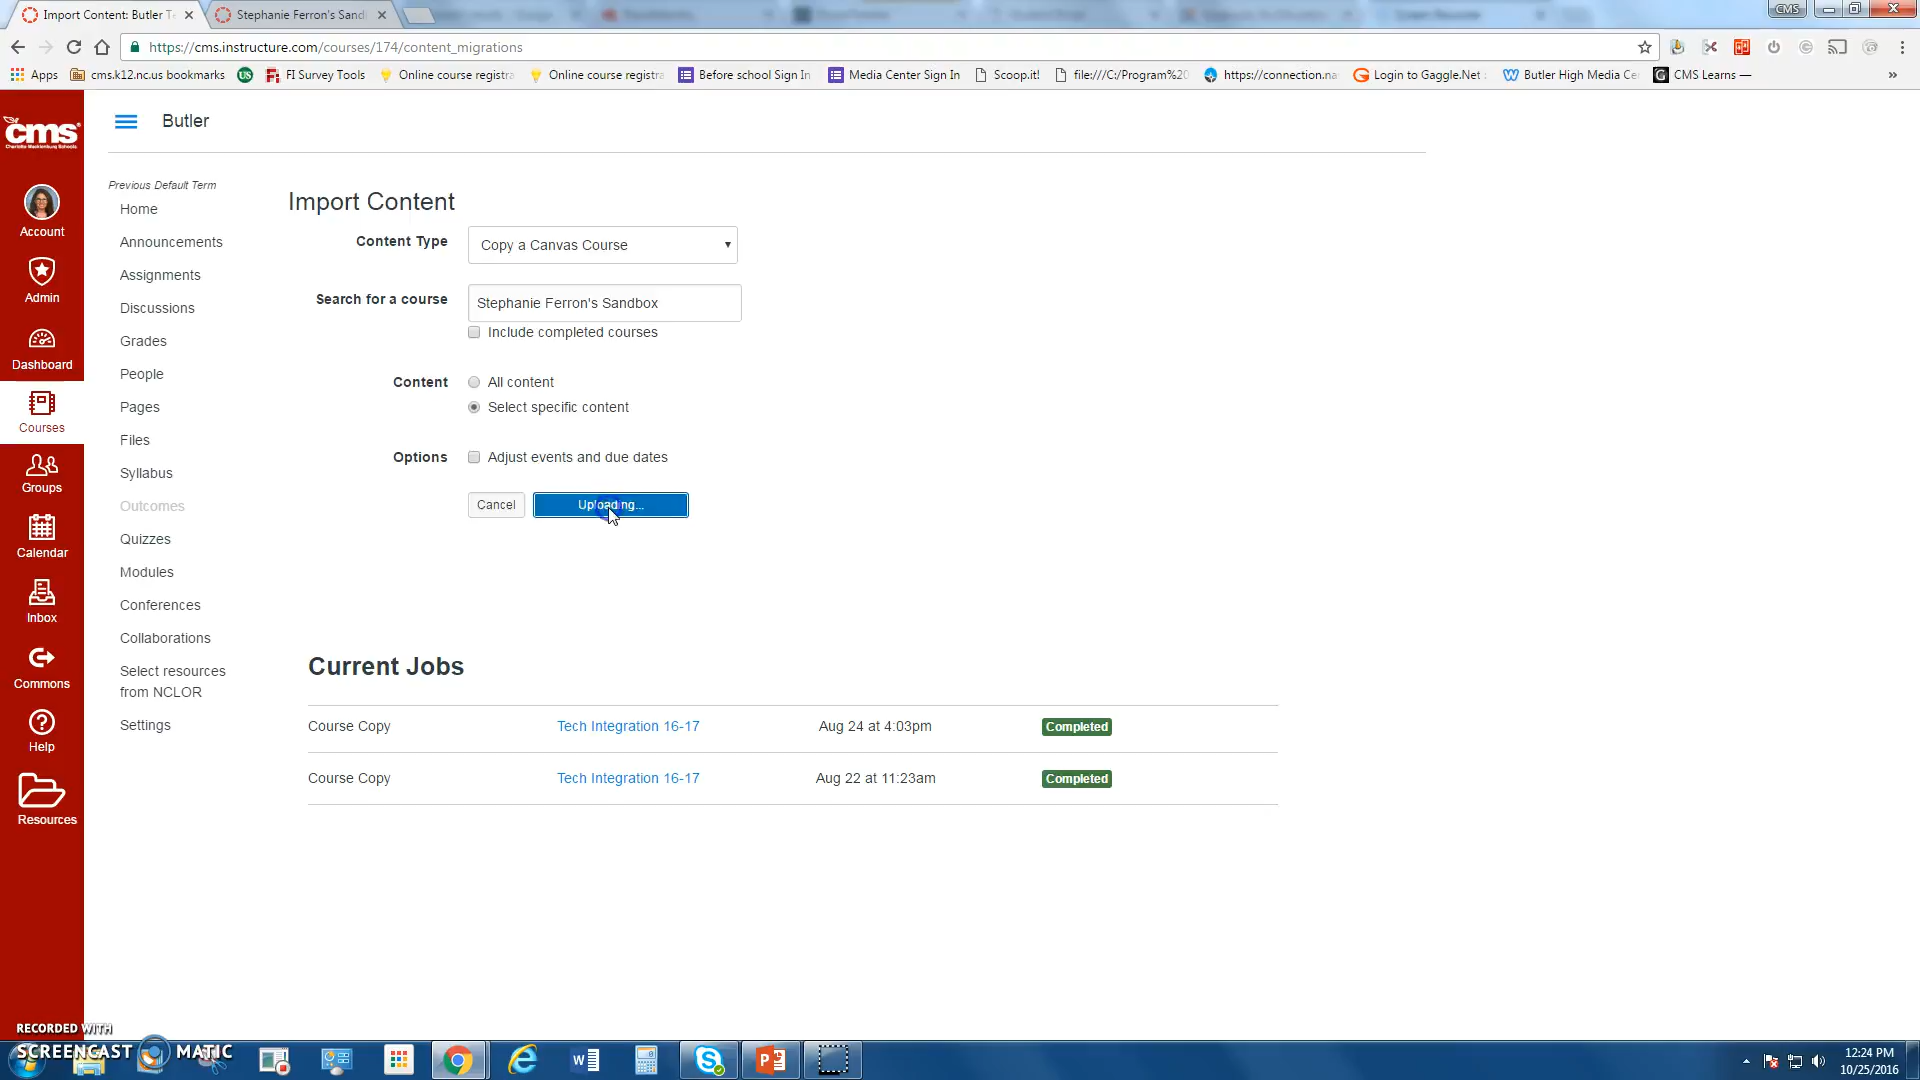 Import Content: Butler T
Stephanie Ferron's Sand
CMS
https://cms.instructure.com/courses/174/content_migrations
Apps
cms.k12.nc.us bookmarks
US
FI Survey Tools
Online course registra
Online course registra
Before school Sign In
Media Center Sign In
Scoop.it!
file:///C:/Program%20
https://connection.na
Login to Gaggle.Net :
Butler High Media Ce
CMS Learns —
»
cms
Charlotte-Mecklenburg Schools
Account
Admin
Dashboard
Courses
Groups
Calendar
Inbox
Commons
Help
Resources
Butler
Previous Default Term
Home
Announcements
Assignments
Discussions
Grades
People
Pages
Files
Syllabus
Outcomes
Quizzes
Modules
Conferences
Collaborations
Select resources
from NCLOR
Settings
Import Content
Content Type
Copy a Canvas Course
Search for a course
Stephanie Ferron's Sandbox
Include completed courses
Content
All content
Select specific content
Options
Adjust events and due dates
Cancel
Uploading...
Current Jobs
Course Copy Tech Integration 16-17 Aug 24 at 4:03pm Completed
Course Copy Tech Integration 16-17 Aug 22 at 11:23am Completed
RECORDED WITH
SCREENCAST MATIC
12:24 PM
10/25/2016